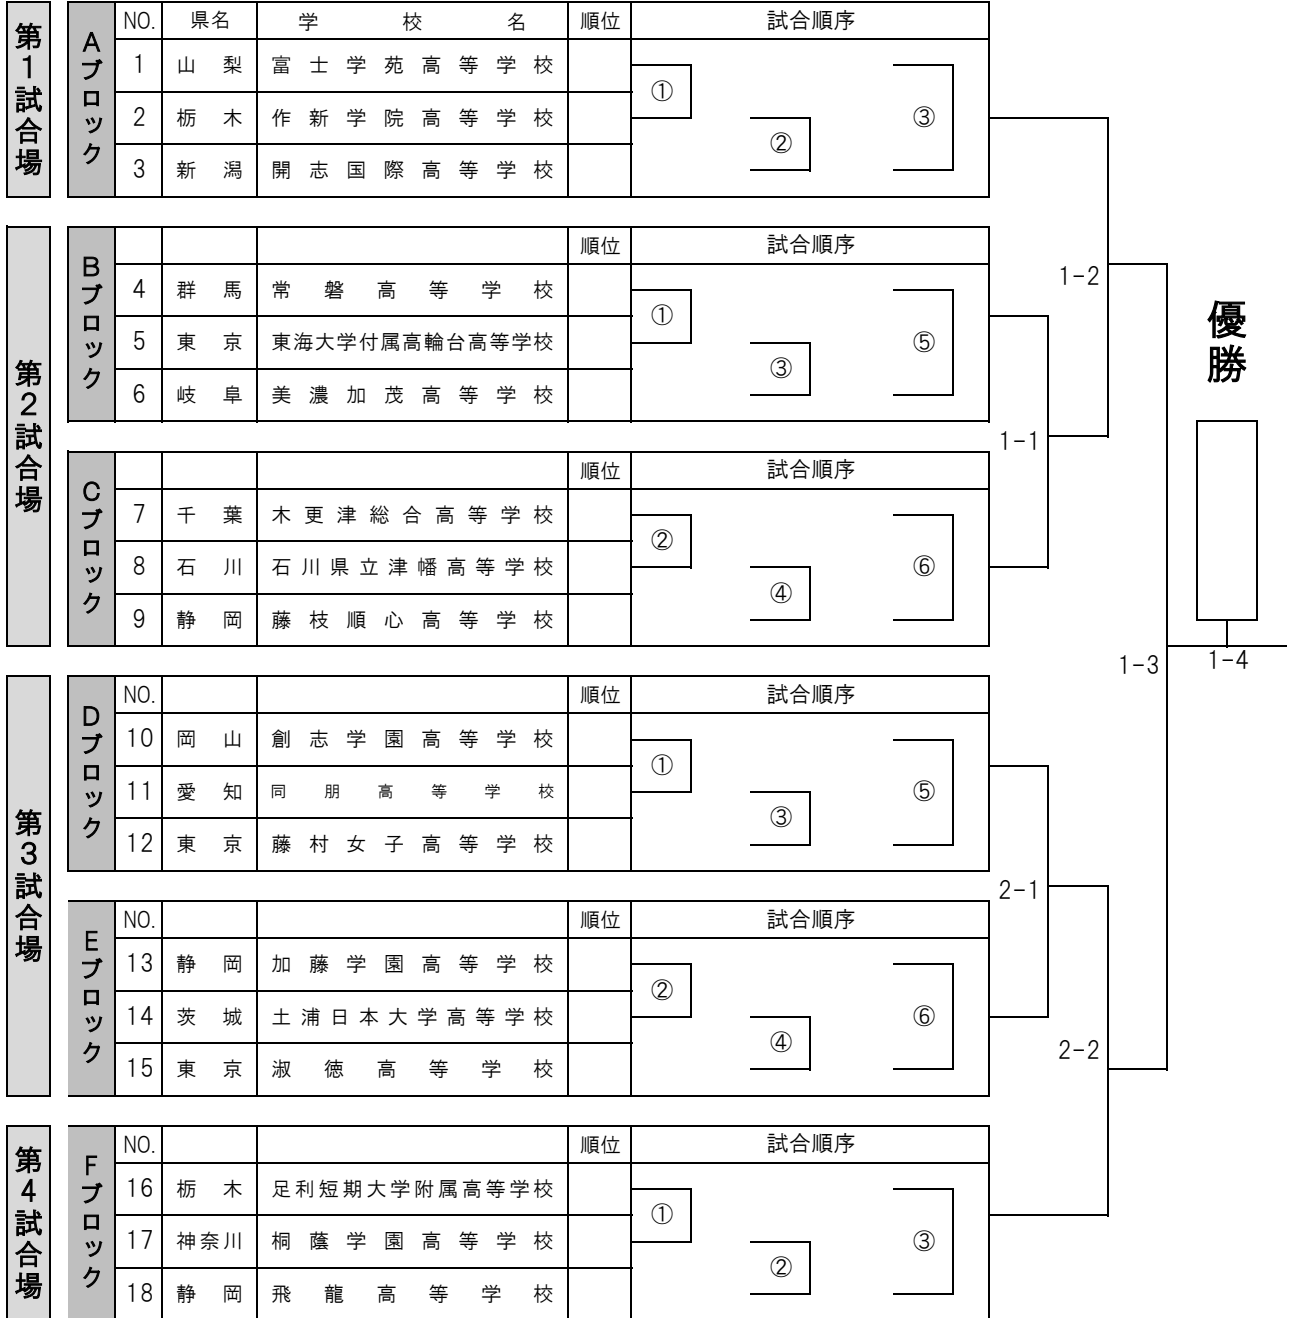 第1試合場
Aブロック
NO. 県名 学校名 順位 試合順序
1 山梨 富士学苑高等学校
①
2 栃木 作新学院高等学校
② ③
3 新潟 開志国際高等学校
第2試合場
Bブロック
順位 試合順序
4 群馬 常磐高等学校
①
5 東京 東海大学付属高輪台高等学校
③ ⑤
6 岐阜 美濃加茂高等学校
Cブロック
順位 試合順序
7 千葉 木更津総合高等学校
②
8 石川 石川県立津幡高等学校
④ ⑥
9 静岡 藤枝順心高等学校
第3試合場
Dブロック
NO. 順位 試合順序
10 岡山 創志学園高等学校
①
11 愛知 同朋高等学校
③ ⑤
12 東京 藤村女子高等学校
Eブロック
NO. 順位 試合順序
13 静岡 加藤学園高等学校
②
14 茨城 土浦日本大学高等学校
④ ⑥
15 東京 淑徳高等学校
第4試合場
Fブロック
NO. 順位 試合順序
16 栃木 足利短期大学附属高等学校
①
17 神奈川 桐蔭学園高等学校
② ③
18 静岡 飛龍高等学校
1-2
1-1
2-1
2-2
1-3
優勝
1-4